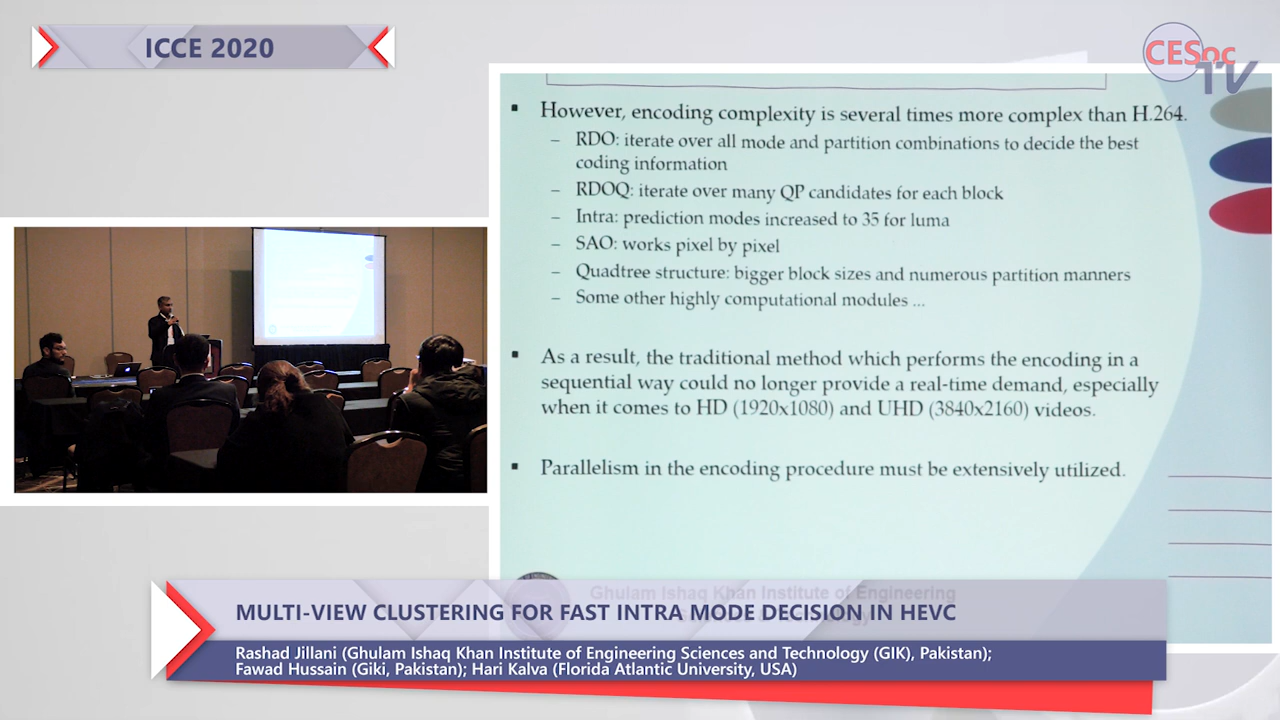 ICCE 2020
CESoc
TV
▪ However, encoding complexity is several times more complex than H.264.
– RDO: iterate over all mode and partition combinations to decide the best
coding information
– RDOQ: iterate over many QP candidates for each block
– Intra: prediction modes increased to 35 for luma
– SAO: works pixel by pixel
– Quadtree structure: bigger block sizes and numerous partition manners
– Some other highly computational modules ...
▪ As a result, the traditional method which performs the encoding in a
sequential way could no longer provide a real-time demand, especially
when it comes to HD (1920x1080) and UHD (3840x2160) videos.
▪ Parallelism in the encoding procedure must be extensively utilized.
Ghulam Ishaq Khan Institute of Engineering
MULTI-VIEW CLUSTERING FOR FAST INTRA MODE DECISION IN HEVC
Rashad Jillani (Ghulam Ishaq Khan Institute of Engineering Sciences and Technology (GIK), Pakistan);
Fawad Hussain (Giki, Pakistan); Hari Kalva (Florida Atlantic University, USA)